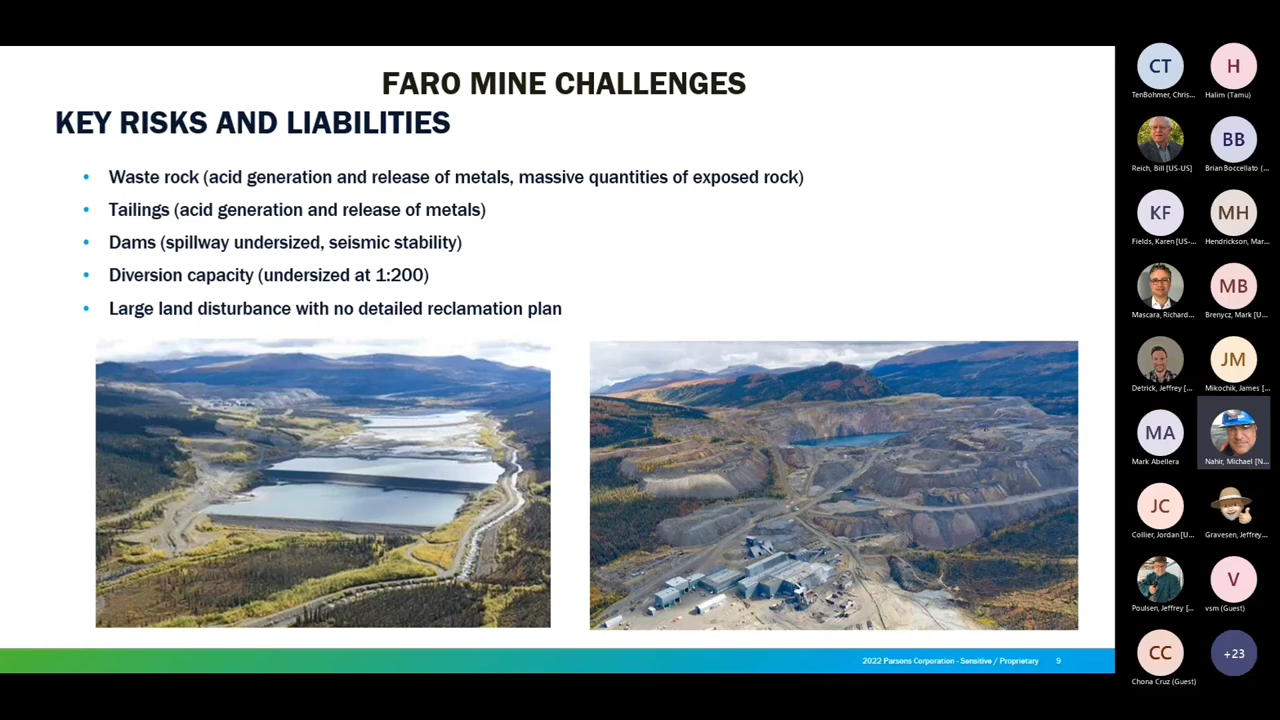 FARO MINE CHALLENGES
KEY RISKS AND LIABILITIES
• Waste rock (acid generation and release of metals, massive quantities of exposed rock)
• Tailings (acid generation and release of metals)
• Dams (spillway undersized, seismic stability)
• Diversion capacity (undersized at 1:200)
• Large land disturbance with no detailed reclamation plan
2022 Parsons Corporation - Sensitive / Proprietary 9
CT H
TenBohmer, Chris... Halim (Tamu)
BB
Reich, Bill [US-US] Brian Boccellato (...
KF MH
Fields, Karen [US-... Hendrickson, Mar...
MB
Mascara, Richard... Brenycz, Mark [U...
JM
Detrick, Jeffrey [... Mikochik, James [...
MA
Mark Abellera Nahir, Michael [N...
JC
Collier, Jordan [U... Gravesen, Jeffrey...
V
Poulsen, Jeffrey [... vsm (Guest)
CC +23
Chona Cruz (Guest)